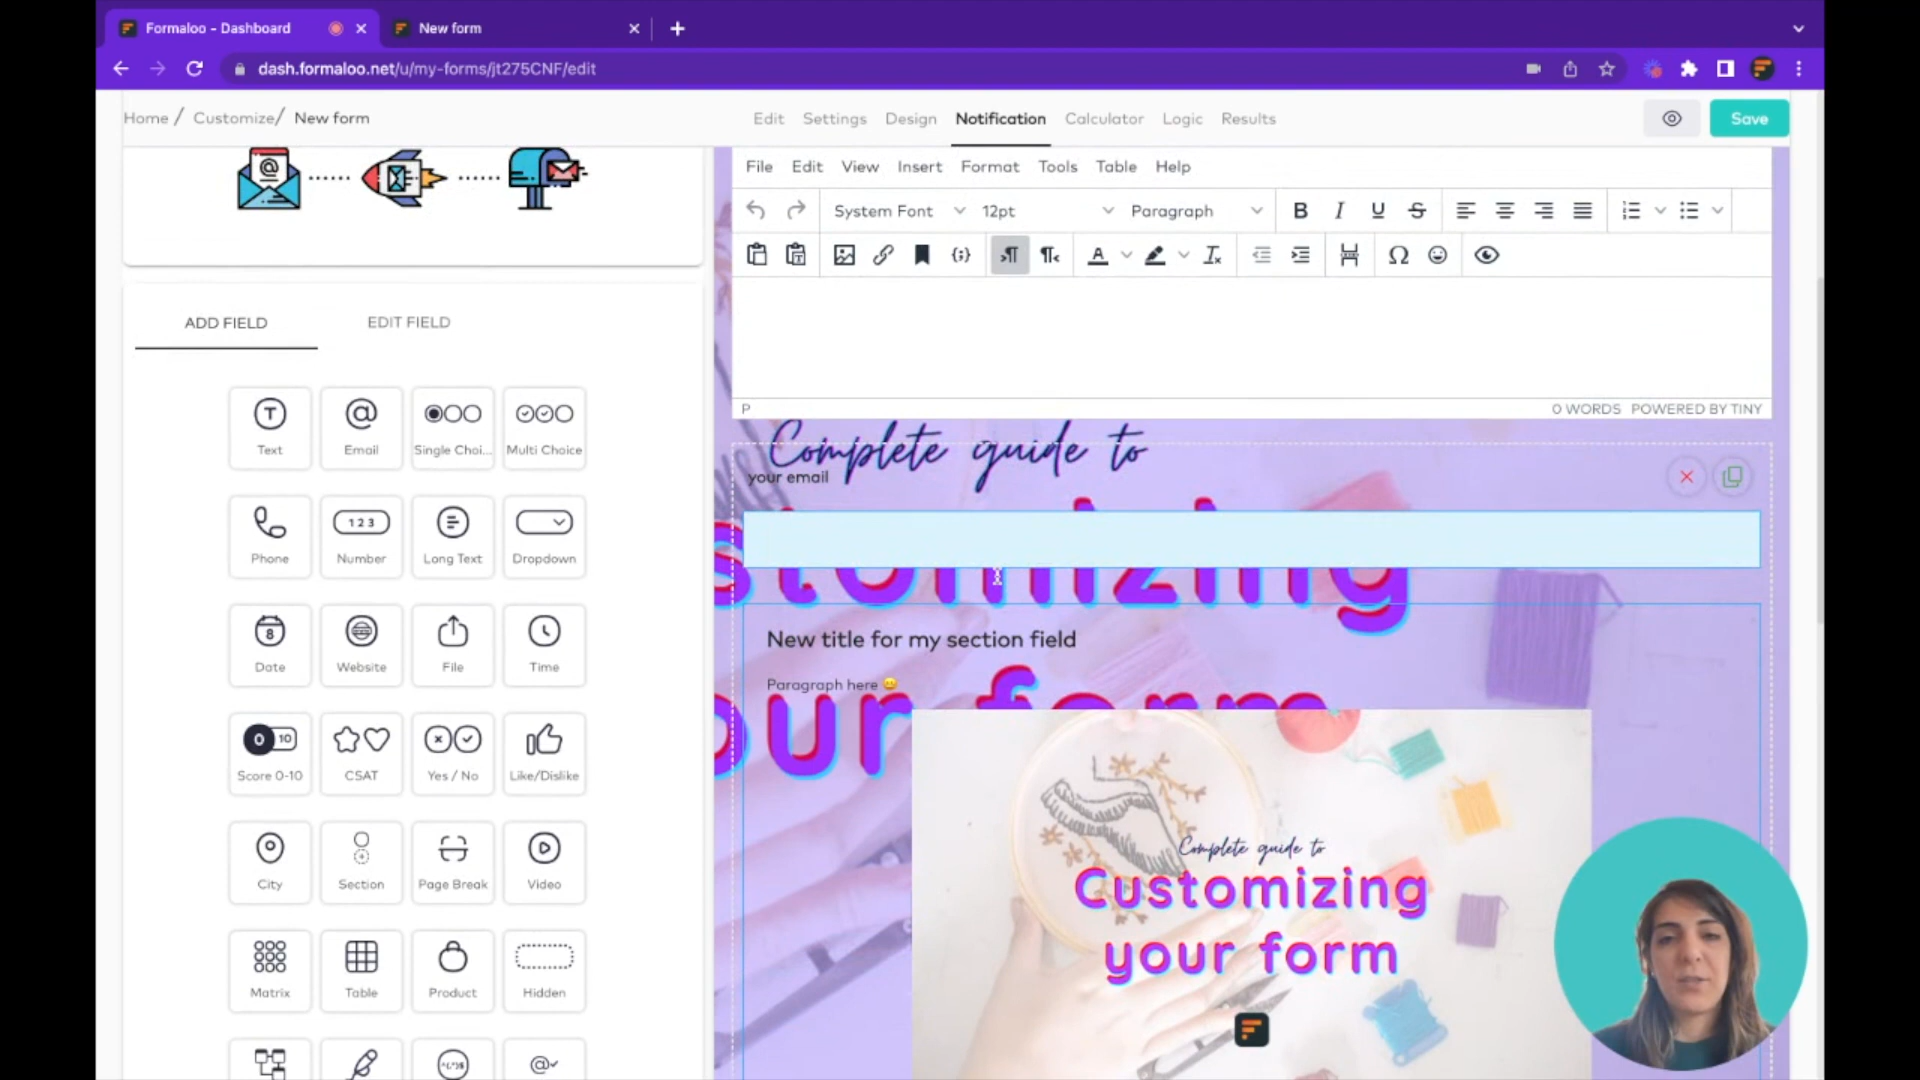 Formaloo - Dashboard
New form
dash.formaloo.net/u/my-forms/jt275CNF/edit
Home / Customize/ New form
Edit Settings Design Notification Calculator Logic Results
Save
File Edit View Insert Format Tools Table Help
System Font 12pt Paragraph
P
0 WORDS POWERED BY TINY
ADD FIELD EDIT FIELD
Text Email Single Choi... Multi Choice
Phone Number Long Text Dropdown
Date Website File Time
Score 0-10 CSAT Yes / No Like/Dislike
City Section Page Break Video
Matrix Table Product Hidden
Complete guide to
your email
stomizing
New title for my section field
Paragraph here 😀
our form
Complete guide to
Customizing
your form